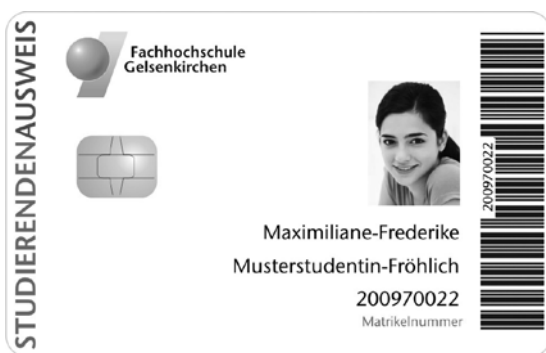 STUDIERENDENAUSWEIS
Fachhochschule
Gelsenkirchen
200970022
Maximiliane-Frederike
Musterstudentin-Fröhlich
200970022
Matrikelnummer